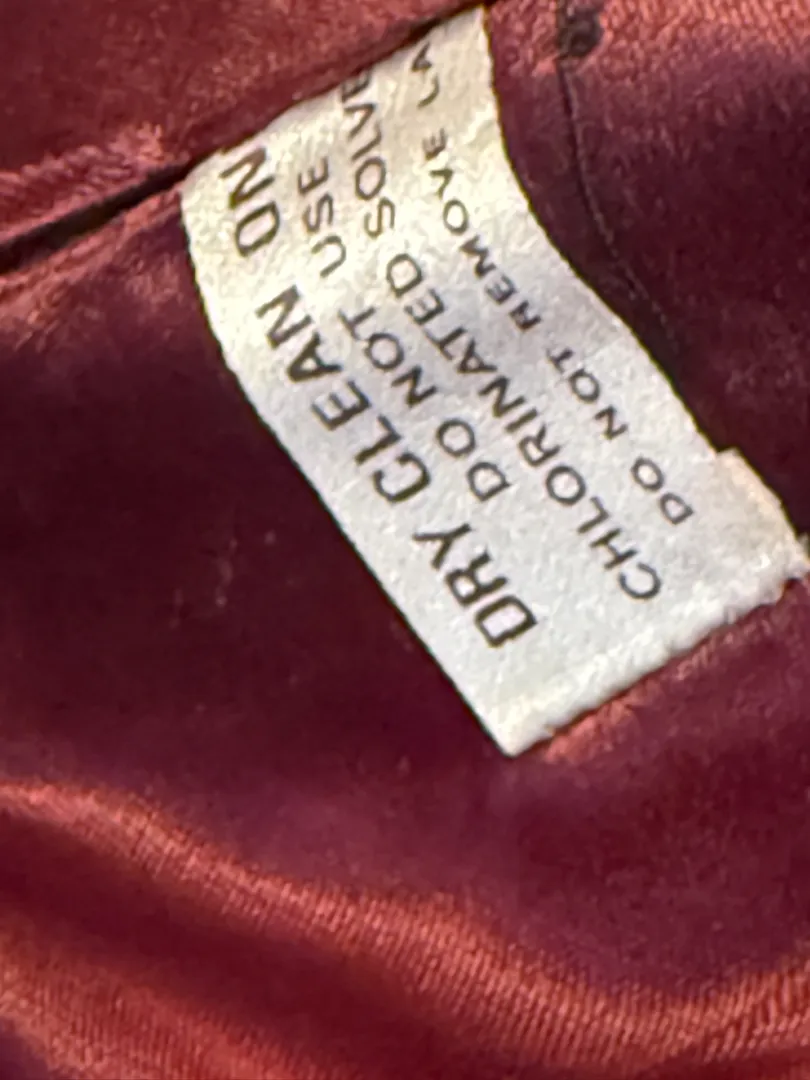 DRY CLEAN ON
DO NOT USE
CHLORINATED SOLVE
DO NOT REMOVE LA